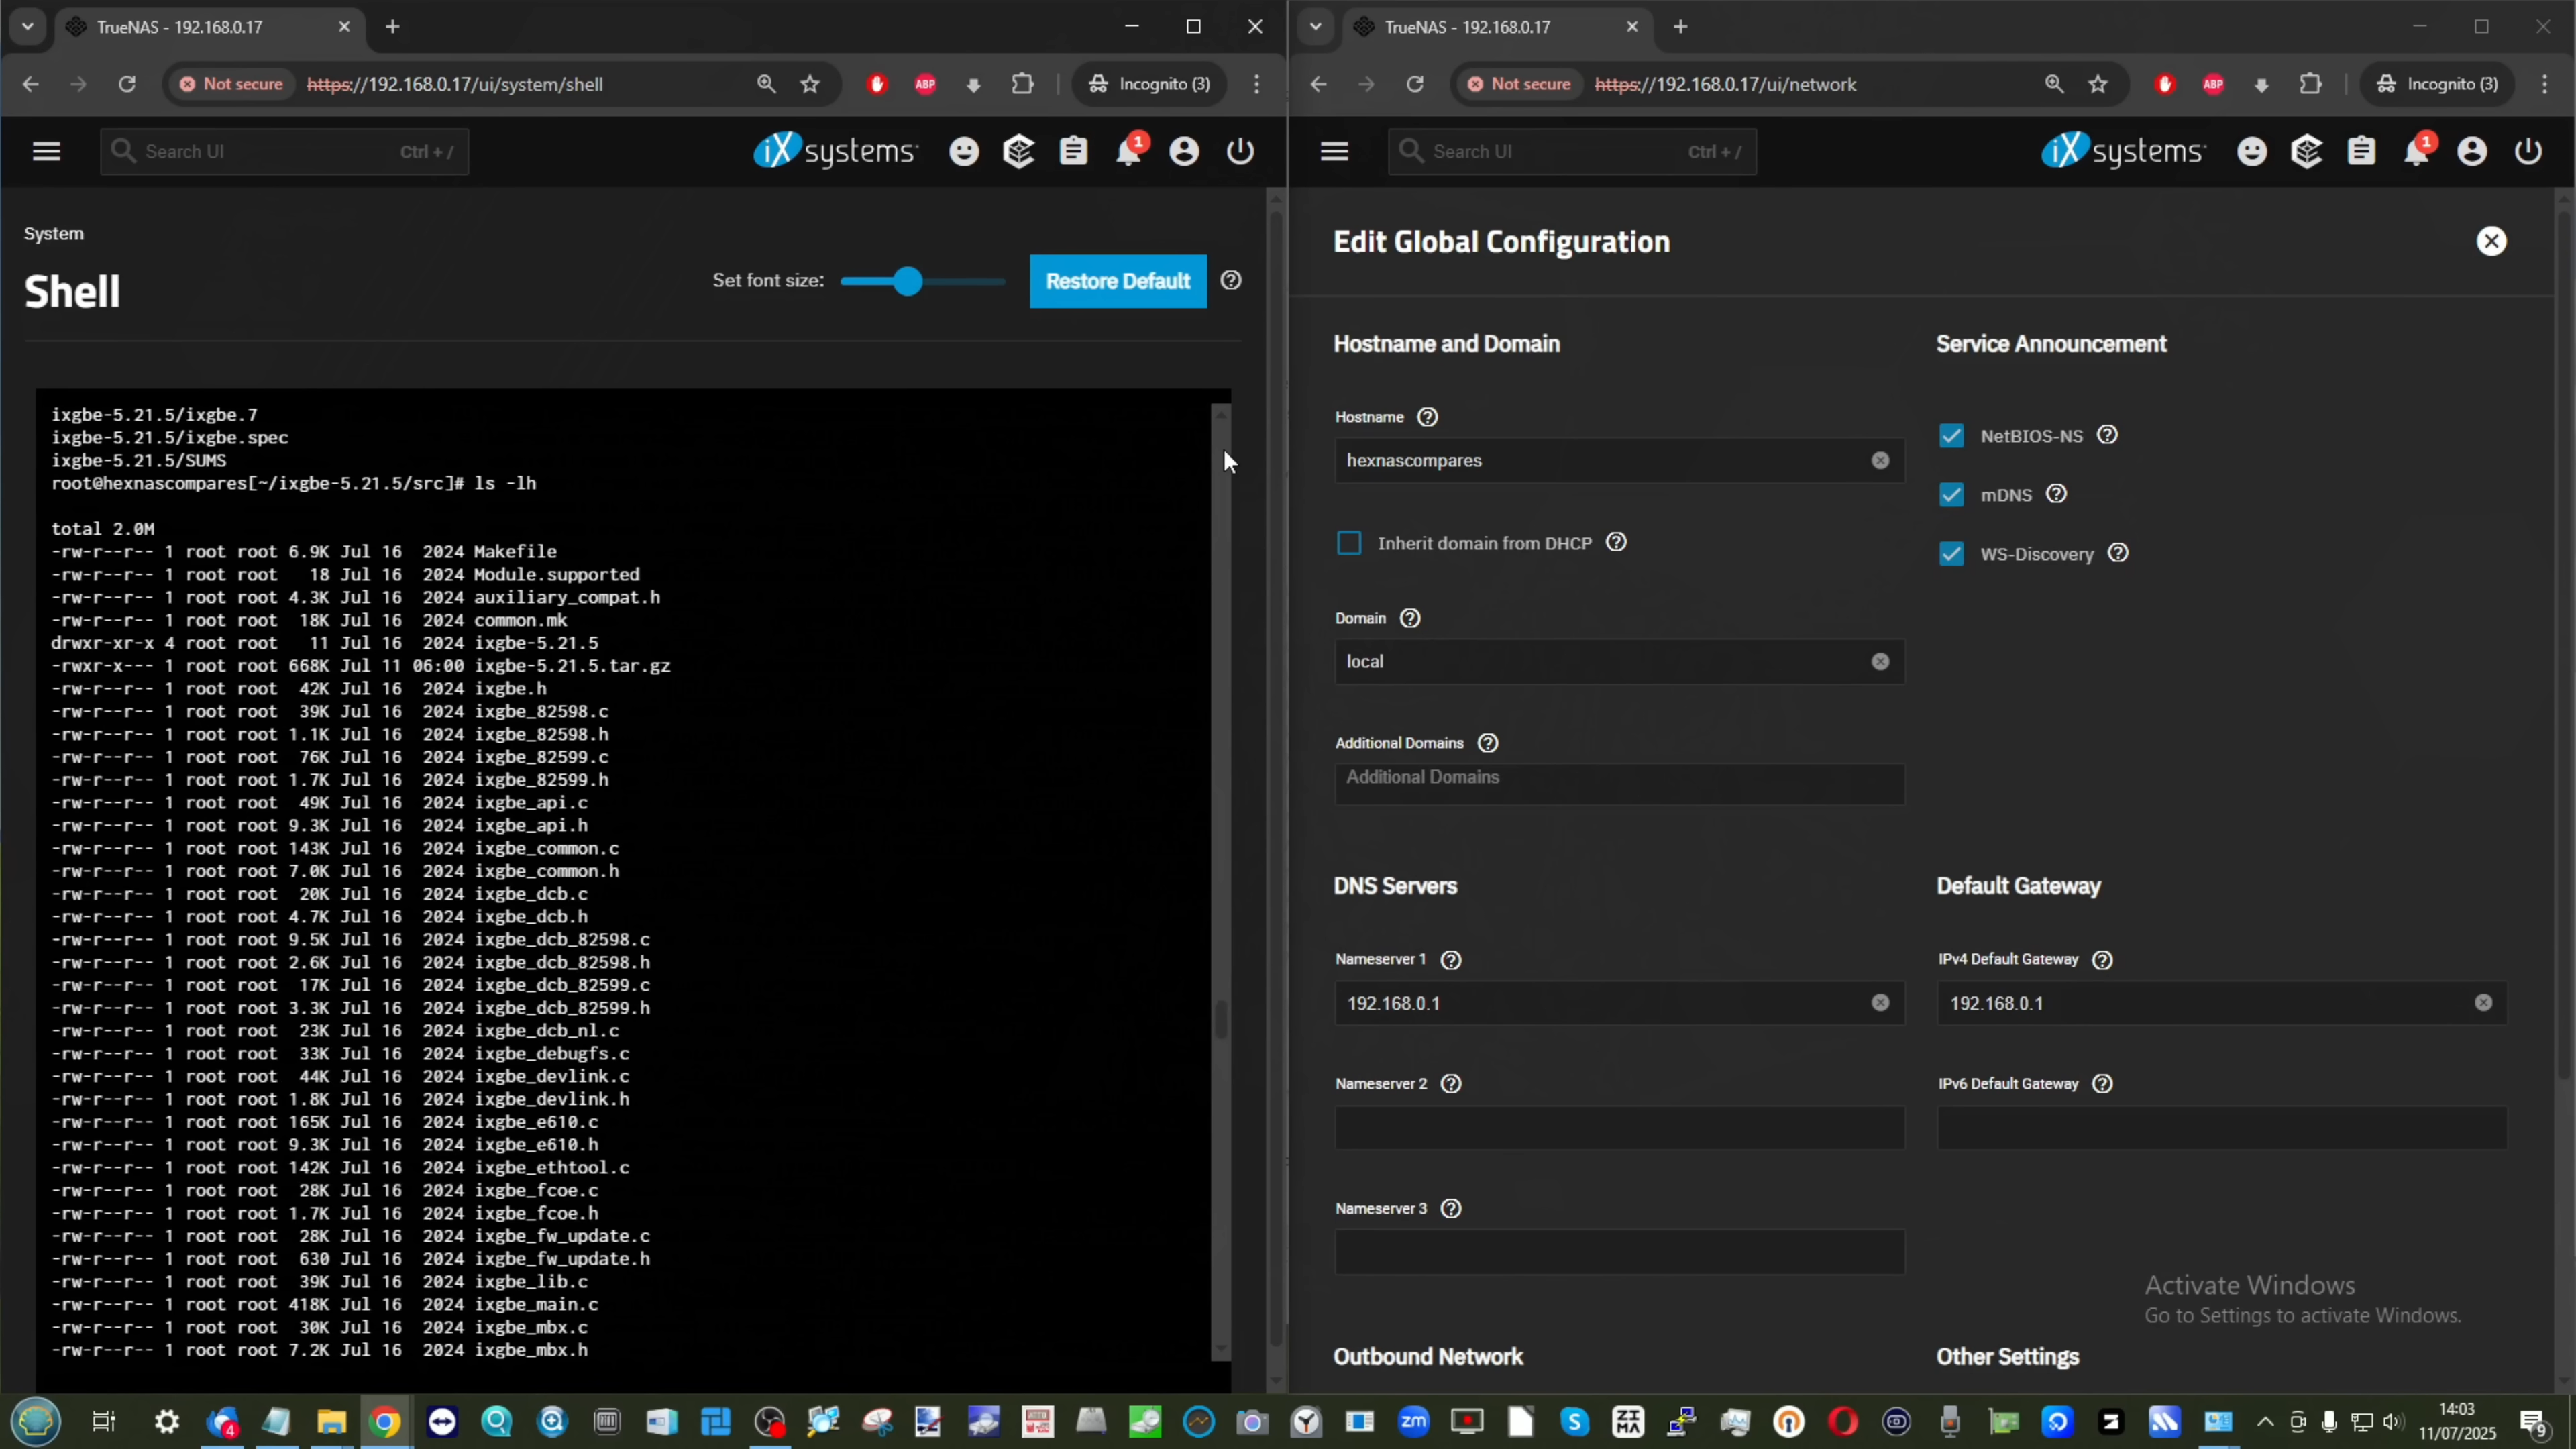 TrueNAS - 192.168.0.17
Not secure https://192.168.0.17/ui/system/shell
ABP
Incognito (3)
Search UI
Ctrl + /
iX systems
1
System
Shell
Set font size:
Restore Default
ixgbe-5.21.5/ixgbe.7
ixgbe-5.21.5/ixgbe.spec
ixgbe-5.21.5/SUMS
root@hexnascompares[~/ixgbe-5.21.5/src]# ls -lh
total 2.0M
-rw-r--r-- 1 root root 6.9K Jul 16  2024 Makefile
-rw-r--r-- 1 root root   18 Jul 16  2024 Module.supported
-rw-r--r-- 1 root root 4.3K Jul 16  2024 auxiliary_compat.h
-rw-r--r-- 1 root root  18K Jul 16  2024 common.mk
drwxr-xr-x 4 root root   11 Jul 16  2024 ixgbe-5.21.5
-rwxr-x--- 1 root root 668K Jul 11 06:00 ixgbe-5.21.5.tar.gz
-rw-r--r-- 1 root root  42K Jul 16  2024 ixgbe.h
-rw-r--r-- 1 root root  39K Jul 16  2024 ixgbe_82598.c
-rw-r--r-- 1 root root 1.1K Jul 16  2024 ixgbe_82598.h
-rw-r--r-- 1 root root  76K Jul 16  2024 ixgbe_82599.c
-rw-r--r-- 1 root root 1.7K Jul 16  2024 ixgbe_82599.h
-rw-r--r-- 1 root root  49K Jul 16  2024 ixgbe_api.c
-rw-r--r-- 1 root root 9.3K Jul 16  2024 ixgbe_api.h
-rw-r--r-- 1 root root 143K Jul 16  2024 ixgbe_common.c
-rw-r--r-- 1 root root 7.0K Jul 16  2024 ixgbe_common.h
-rw-r--r-- 1 root root  20K Jul 16  2024 ixgbe_dcb.c
-rw-r--r-- 1 root root 4.7K Jul 16  2024 ixgbe_dcb.h
-rw-r--r-- 1 root root 9.5K Jul 16  2024 ixgbe_dcb_82598.c
-rw-r--r-- 1 root root 2.6K Jul 16  2024 ixgbe_dcb_82598.h
-rw-r--r-- 1 root root  17K Jul 16  2024 ixgbe_dcb_82599.c
-rw-r--r-- 1 root root 3.3K Jul 16  2024 ixgbe_dcb_82599.h
-rw-r--r-- 1 root root  23K Jul 16  2024 ixgbe_dcb_nl.c
-rw-r--r-- 1 root root  33K Jul 16  2024 ixgbe_debugfs.c
-rw-r--r-- 1 root root  44K Jul 16  2024 ixgbe_devlink.c
-rw-r--r-- 1 root root 1.8K Jul 16  2024 ixgbe_devlink.h
-rw-r--r-- 1 root root 165K Jul 16  2024 ixgbe_e610.c
-rw-r--r-- 1 root root 9.3K Jul 16  2024 ixgbe_e610.h
-rw-r--r-- 1 root root 142K Jul 16  2024 ixgbe_ethtool.c
-rw-r--r-- 1 root root  28K Jul 16  2024 ixgbe_fcoe.c
-rw-r--r-- 1 root root 1.7K Jul 16  2024 ixgbe_fcoe.h
-rw-r--r-- 1 root root  28K Jul 16  2024 ixgbe_fw_update.c
-rw-r--r-- 1 root root  630 Jul 16  2024 ixgbe_fw_update.h
-rw-r--r-- 1 root root  39K Jul 16  2024 ixgbe_lib.c
-rw-r--r-- 1 root root 418K Jul 16  2024 ixgbe_main.c
-rw-r--r-- 1 root root  30K Jul 16  2024 ixgbe_mbx.c
-rw-r--r-- 1 root root 7.2K Jul 16  2024 ixgbe_mbx.h
TrueNAS - 192.168.0.17
Not secure https://192.168.0.17/ui/network
ABP
Incognito (3)
Search UI
Ctrl + /
iX systems
1
Edit Global Configuration
Hostname and Domain
Hostname
hexnascompares
Inherit domain from DHCP
Domain
local
Additional Domains
Additional Domains
Service Announcement
NetBIOS-NS
mDNS
WS-Discovery
DNS Servers
Nameserver 1
192.168.0.1
Nameserver 2
Nameserver 3
Default Gateway
IPv4 Default Gateway
192.168.0.1
IPv6 Default Gateway
Activate Windows
Go to Settings to activate Windows.
Outbound Network
Other Settings
4
zm
14:03
11/07/2025
9